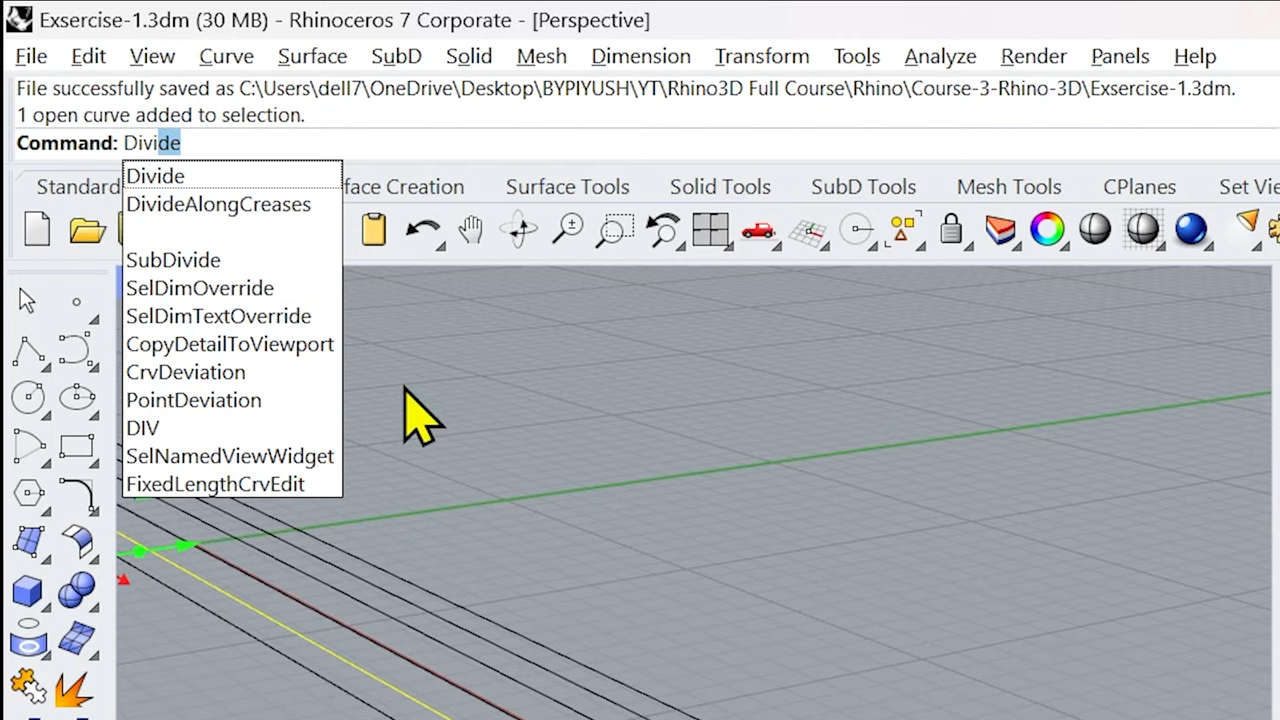 Exsercise-1.3dm (30 MB) - Rhinoceros 7 Corporate - [Perspective]
File Edit View Curve Surface SubD Solid Mesh Dimension Transform Tools Analyze Render Panels Help
File successfully saved as C:\Users\dell7\OneDrive\Desktop\BYPIYUSH\YT\Rhino3D Full Course\Rhino\Course-3-Rhino-3D\Exsercise-1.3dm.
1 open curve added to selection.
Command: Divide
Standard face Creation Surface Tools Solid Tools SubD Tools Mesh Tools CPlanes Set Vi
Divide
DivideAlongCreases
SubDivide
SelDimOverride
SelDimTextOverride
CopyDetailToViewport
CrvDeviation
PointDeviation
DIV
SelNamedViewWidget
FixedLengthCrvEdit